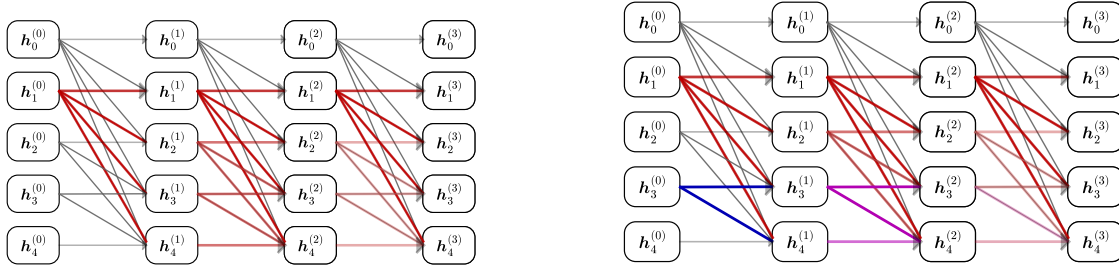 h_0^{(0)} h_0^{(1)} h_0^{(2)} h_0^{(3)}
h_1^{(0)} h_1^{(1)} h_1^{(2)} h_1^{(3)}
h_2^{(0)} h_2^{(1)} h_2^{(2)} h_2^{(3)}
h_3^{(0)} h_3^{(1)} h_3^{(2)} h_3^{(3)}
h_4^{(0)} h_4^{(1)} h_4^{(2)} h_4^{(3)}
h_0^{(0)} h_0^{(1)} h_0^{(2)} h_0^{(3)}
h_1^{(0)} h_1^{(1)} h_1^{(2)} h_1^{(3)}
h_2^{(0)} h_2^{(1)} h_2^{(2)} h_2^{(3)}
h_3^{(0)} h_3^{(1)} h_3^{(2)} h_3^{(3)}
h_4^{(0)} h_4^{(1)} h_4^{(2)} h_4^{(3)}